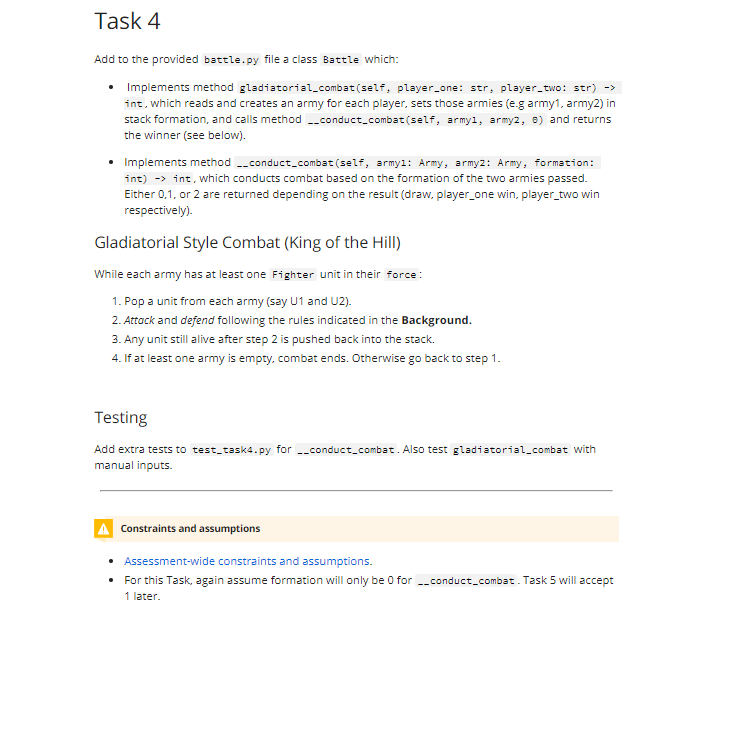 Task 4
Add to the provided battle.py file a class Battle which:
• Implements method gladiatorial_combat(self, player_one: str, player_two: str) ->
int, which reads and creates an army for each player, sets those armies (e.g army1, army2) in
stack formation, and calls method __conduct_combat(self, army1, army2, 0) and returns
the winner (see below).
• Implements method __conduct_combat(self, army1: Army, army2: Army, formation:
int) -> int, which conducts combat based on the formation of the two armies passed.
Either 0,1, or 2 are returned depending on the result (draw, player_one win, player_two win
respectively).
Gladiatorial Style Combat (King of the Hill)
While each army has at least one Fighter unit in their force:
1. Pop a unit from each army (say U1 and U2).
2. Attack and defend following the rules indicated in the Background.
3. Any unit still alive after step 2 is pushed back into the stack.
4. If at least one army is empty, combat ends. Otherwise go back to step 1.
Testing
Add extra tests to test_task4.py for __conduct_combat. Also test gladiatorial_combat with
manual inputs.
Constraints and assumptions
• Assessment-wide constraints and assumptions.
• For this Task, again assume formation will only be 0 for __conduct_combat. Task 5 will accept
1 later.